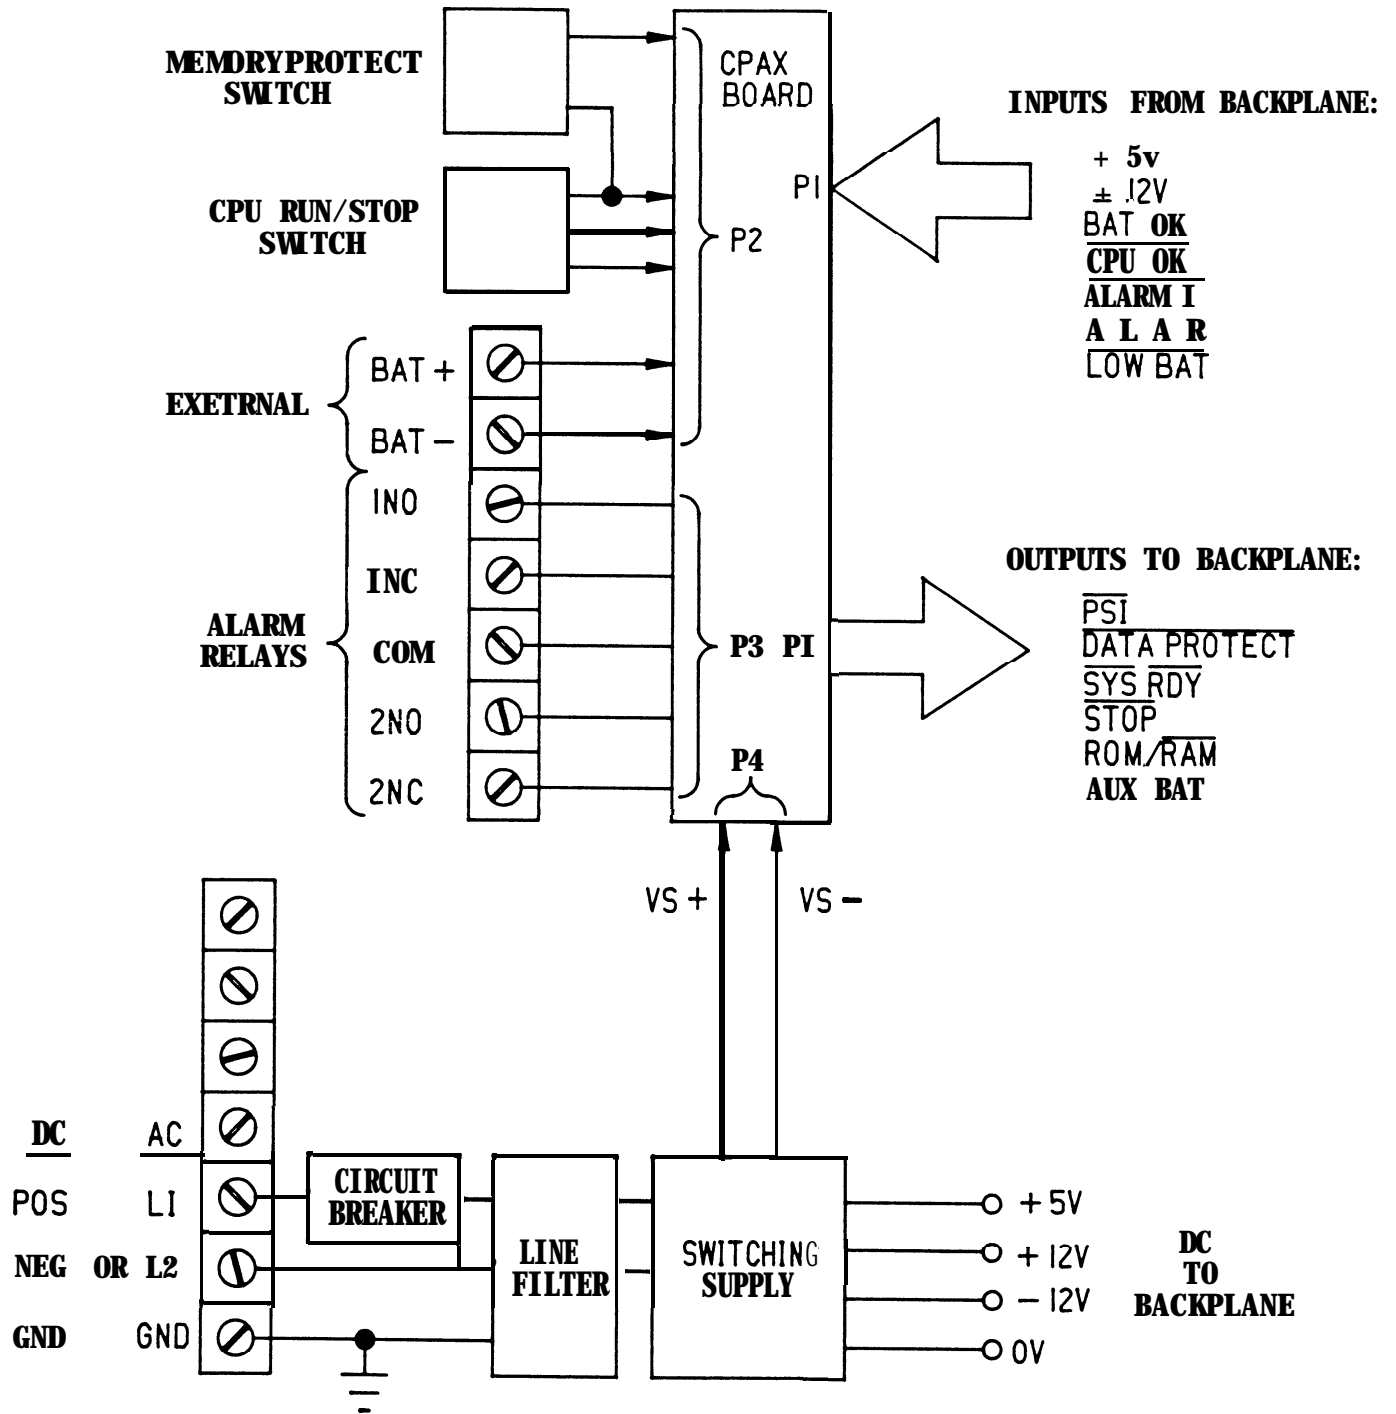 MEMORYPROTECT
SWITCH
CPAX
BOARD
INPUTS FROM BACKPLANE:
+ 5v
± .12V
BAT OK
CPU OK
ALARM I
A L A R
LOW BAT
PI
CPU RUN/STOP
SWITCH
P2
EXETRNAL
BAT +
BAT -
ALARM
RELAYS
INO
INC
COM
2NO
2NC
P3 PI
P4
OUTPUTS TO BACKPLANE:
PSI
DATA PROTECT
SYS RDY
STOP
ROM/RAM
AUX BAT
VS +
VS -
DC AC
POS LI
NEG OR L2
GND GND
CIRCUIT
BREAKER
LINE
FILTER
SWITCHING
SUPPLY
+ 5V
+ 12V
- 12V
0V
DC
TO
BACKPLANE